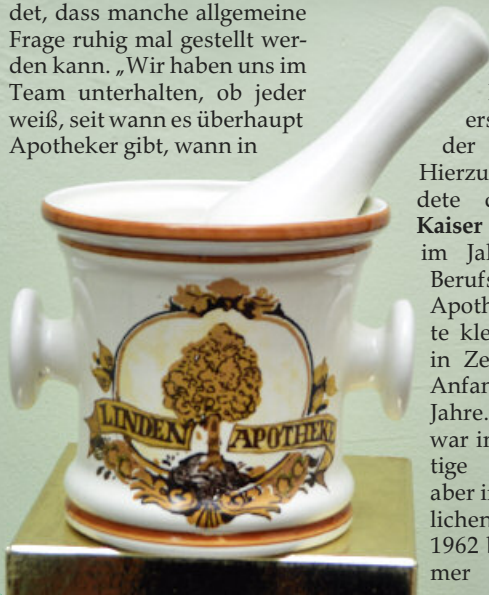 det, dass manche allgemeine
Frage ruhig mal gestellt wer-
den kann. „Wir haben uns im
Team unterhalten, ob jeder
weiß, seit wann es überhaupt
Apotheker gibt, wann in
LINDEN APOTHEKE
ers
der
Hierzu
dete
Kaiser
im Jal
Berufs
Apoth
te kle
in Ze
Anfan
Jahre.
war in
tige
aber i
lichen
1962
mer